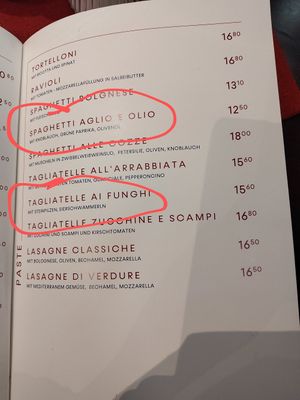 TORTELLONI
MIT RICOTTA UND SPINAT
16 80
RAVIOLI
MIT TOMATEN - MOZZARELLAFÜLLUNG IN SALBEIBUTTER
16 80
SPAGHETTI BOLGNESE
MIT
13 10
SPAGHETTI AGLIO E OLIO
MIT KNOBLAUCH, GRÜNE PAPRIKA, OLIVENÖL
12 50
SPAGHETTI ALLE COZZE
MIT MUSCHELN IN ZWIEBELWEIßWEINSUD, PETERSILIE, OLIVEN, KNOBLAUCH
18 00
TAGLIATELLE ALL'ARRABBIATA
TOMATEN, GUANCIALE, PEPERONCINO
15 60
TAGLIATELLE AI FUNGHI
MIT STEINPILZEN, EIERSCHWAMMERLN
15 60
TAGLIATELLE ZUCCHINE E SCAMPI
MIT ZUCCHINI UND SCAMPI UND KIRSCHTOMATEN
16 80
LASAGNE CLASSICHE
MIT BOLOGNESE, OLIVEN, BECHAMEL, MOZZARELLA
16 50
LASAGNE DI VERDURE
MIT MEDITERRANEM GEMÜSE, BECHAMEL, MOZZARELLA
16 50
PASTE